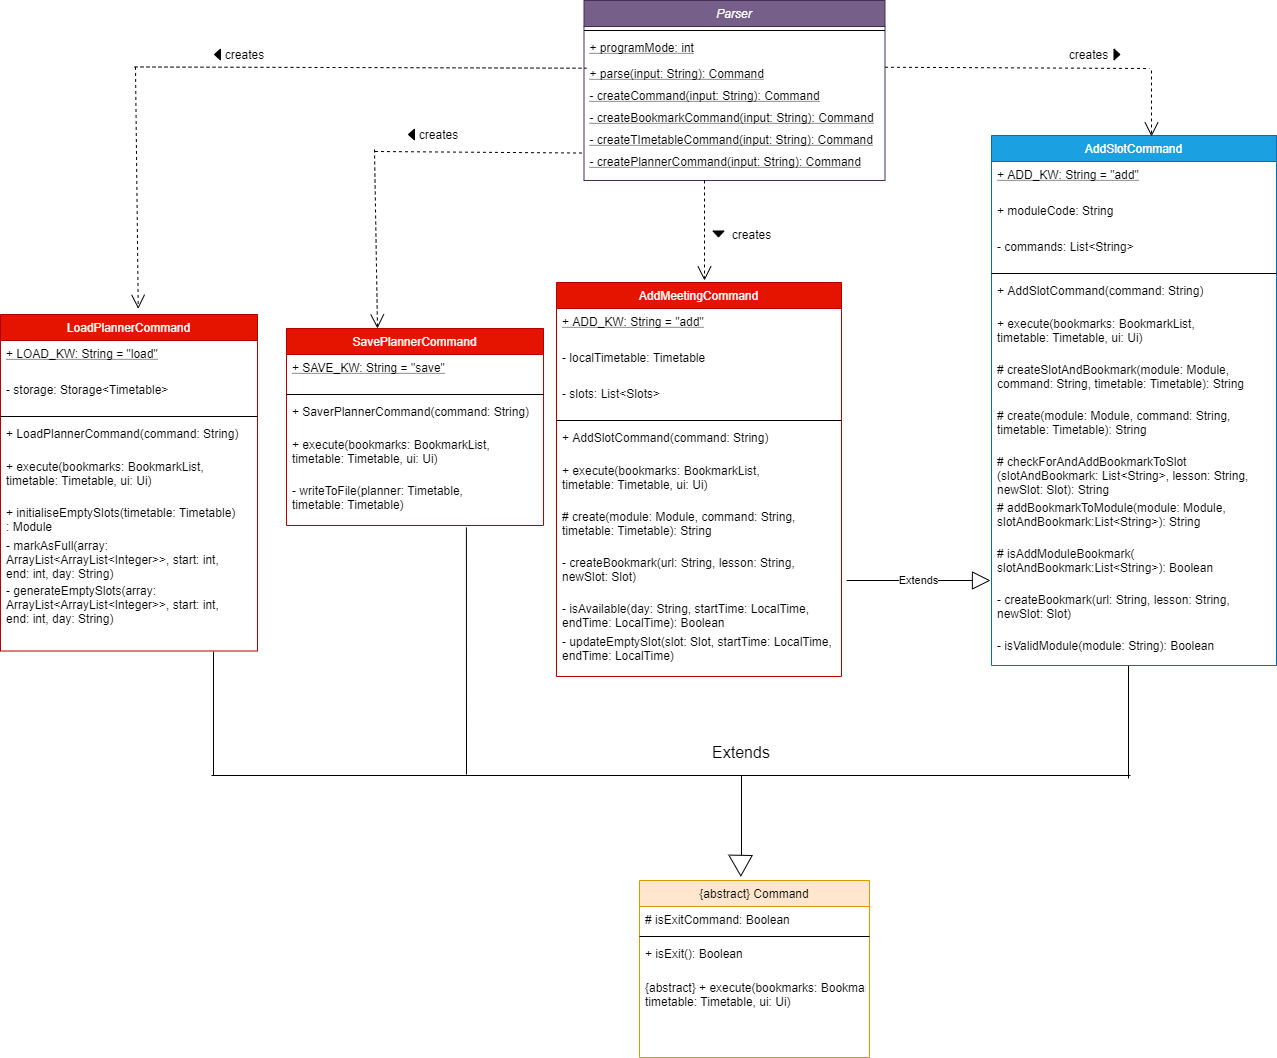 Parser
+ programMode: int
+ parse(input: String): Command
- createCommand(input: String): Command
- createBookmarkCommand(input: String): Command
- createTImetableCommand(input: String): Command
- createPlannerCommand(input: String): Command
creates
creates
creates
creates
LoadPlannerCommand
+ LOAD_KW: String = "load"
- storage: Storage<Timetable>
+ LoadPlannerCommand(command: String)
+ execute(bookmarks: BookmarkList,
timetable: Timetable, ui: Ui)
+ initialiseEmptySlots(timetable: Timetable)
: Module
- markAsFull(array:
ArrayList<ArrayList<Integer>>, start: int,
end: int, day: String)
- generateEmptySlots(array:
ArrayList<ArrayList<Integer>>, start: int,
end: int, day: String)
SavePlannerCommand
+ SAVE_KW: String = "save"
+ SaverPlannerCommand(command: String)
+ execute(bookmarks: BookmarkList,
timetable: Timetable, ui: Ui)
- writeToFile(planner: Timetable,
timetable: Timetable)
AddMeetingCommand
+ ADD_KW: String = "add"
- localTimetable: Timetable
- slots: List<Slots>
+ AddSlotCommand(command: String)
+ execute(bookmarks: BookmarkList,
timetable: Timetable, ui: Ui)
# create(module: Module, command: String,
timetable: Timetable): String
- createBookmark(url: String, lesson: String,
newSlot: Slot)
- isAvailable(day: String, startTime: LocalTime,
endTime: LocalTime): Boolean
- updateEmptySlot(slot: Slot, startTime: LocalTime,
endTime: LocalTime)
Extends
AddSlotCommand
+ ADD_KW: String = "add"
+ moduleCode: String
- commands: List<String>
+ AddSlotCommand(command: String)
+ execute(bookmarks: BookmarkList,
timetable: Timetable, ui: Ui)
# createSlotAndBookmark(module: Module,
command: String, timetable: Timetable): String
# create(module: Module, command: String,
timetable: Timetable): String
# checkForAndAddBookmarkToSlot
(slotAndBookmark: List<String>, lesson: String,
newSlot: Slot): String
# addBookmarkToModule(module: Module,
slotAndBookmark:List<String>): String
# isAddModuleBookmark(
slotAndBookmark:List<String>): Boolean
- createBookmark(url: String, lesson: String,
newSlot: Slot)
- isValidModule(module: String): Boolean
Extends
{abstract} Command
# isExitCommand: Boolean
+ isExit(): Boolean
{abstract} + execute(bookmarks: Bookma
timetable: Timetable, ui: Ui)